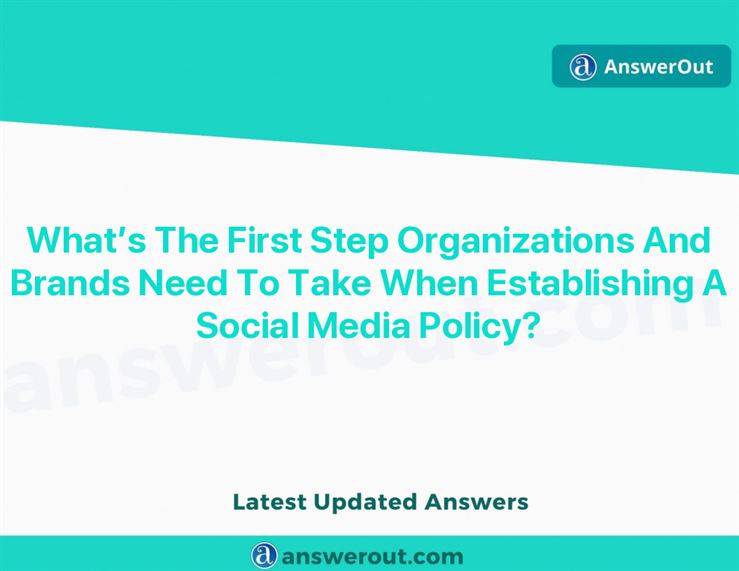 AnswerOut
What's The First Step Organizations And
Brands Need To Take When Establishing A
Social Media Policy?
answerout.com
Latest Updated Answers
answerout.com